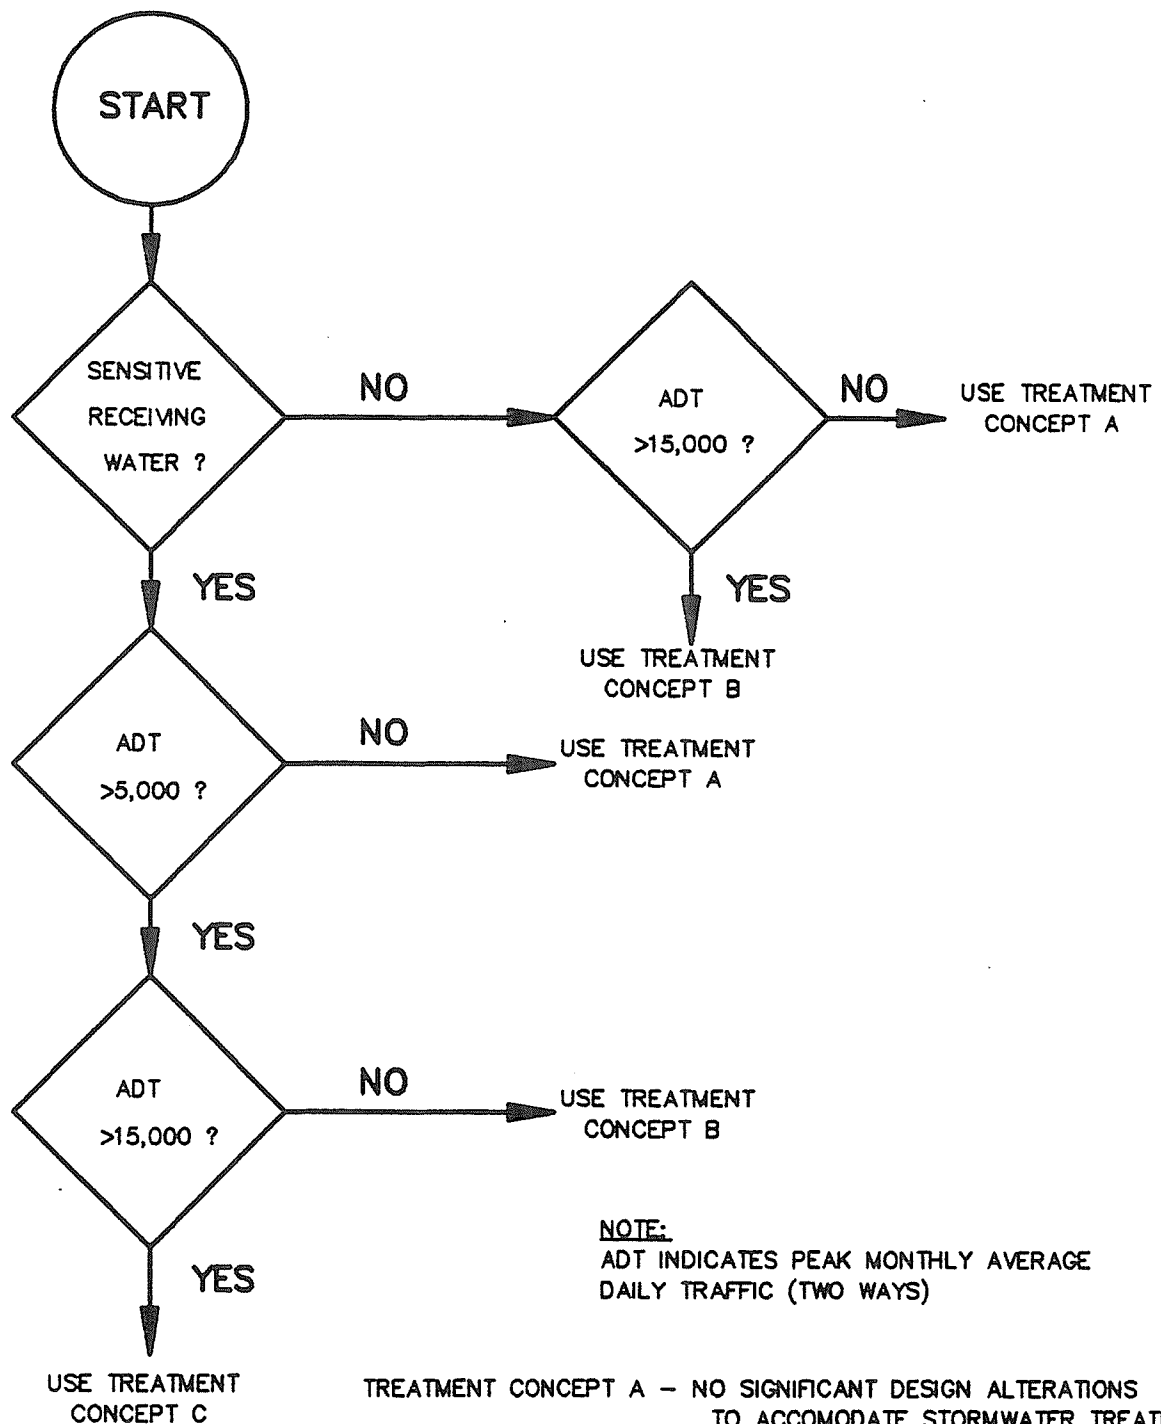 START
SENSITIVE
RECEIVING
WATER ?
NO
ADT
>15,000 ?
NO
USE TREATMENT
CONCEPT A
YES
YES
USE TREATMENT
CONCEPT B
ADT
>5,000 ?
NO
USE TREATMENT
CONCEPT A
YES
ADT
>15,000 ?
NO
USE TREATMENT
CONCEPT B
NOTE:
ADT INDICATES PEAK MONTHLY AVERAGE
DAILY TRAFFIC (TWO WAYS)
YES
USE TREATMENT
CONCEPT C
TREATMENT CONCEPT A – NO SIGNIFICANT DESIGN ALTERATIONS
TO ACCOMODATE STORMWATER